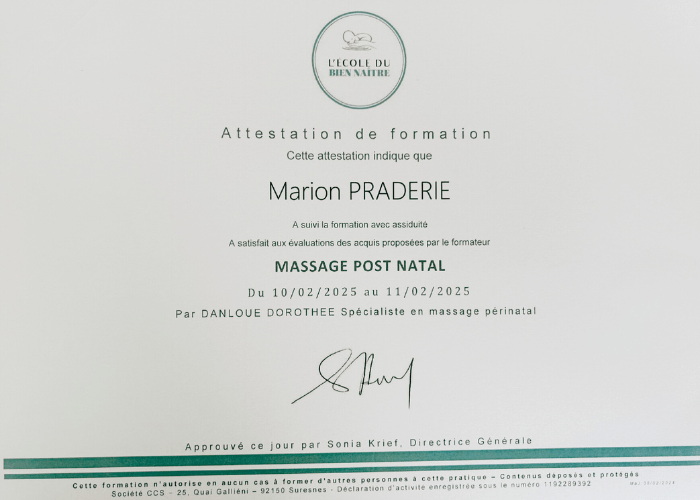 L'ÉCOLE DU
BIEN NAÎTRE
Attestation de formation
Cette attestation indique que
Marion PRADERIE
A suivi la formation avec assiduité
A satisfait aux évaluations des acquis proposées par le formateur
MASSAGE POST NATAL
Du 10/02/2025 au 11/02/2025
Par DANLOUE DOROTHEE Spécialiste en massage périnatal
Approuvé ce jour par Sonia Krief, Directrice Générale
Cette formation n'autorise en aucun cas à former d'autres personnes à cette pratique – Contenus déposés et protégés
Société CCS - 25, Quai Galliéni – 92150 Suresnes - Déclaration d'activité enregistrée sous le numéro 1192289392